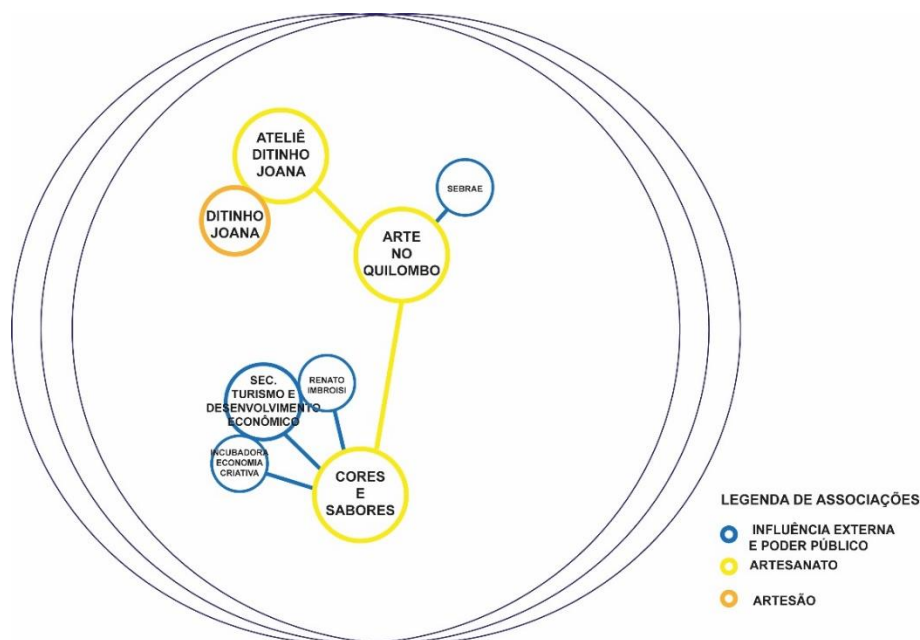 ATELIÊ
DITINHO
JOANA
DITINHO
JOANA
SEBRAE
ARTE
NO
QUILOMBO
SEC.
TURISMO E
DESENVOLVIMENTO
ECONÔMICO
RENATO
IMBROISI
INCUBADORA
ECONOMIA
CRIATIVA
CORES
E
SABORES
LEGENDA DE ASSOCIAÇÕES
INFLUÊNCIA EXTERNA
E PODER PÚBLICO
ARTESANATO
ARTESÃO